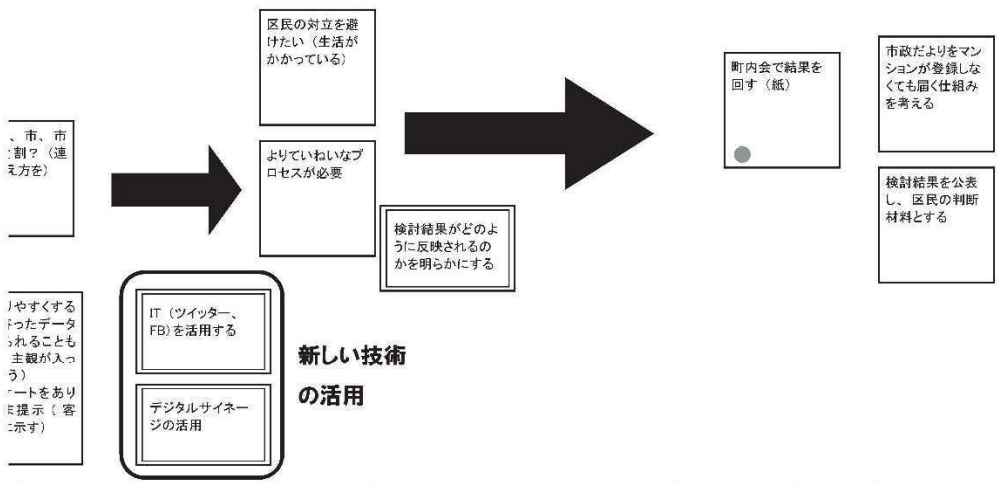 区民の対立を避
けたい（生活が
かかっている）
よりていねいなプ
ロセスが必要
検討結果がどのよ
うに反映されるの
かを明らかにする
町内会で結果を
回す（紙）
市政だよりをマン
ションが登録しな
くても届く仕組み
を考える
検討結果を公表
し、区民の判断
材料とする
、市、市
割？（連
え方を）
りやすくする
ったデータ
られることも
主観が入っ
う）
ートをあり
ま提示（客
に示す）
IT（ツイッター、
FB)を活用する
デジタルサイネー
ジの活用
新しい技術
の活用